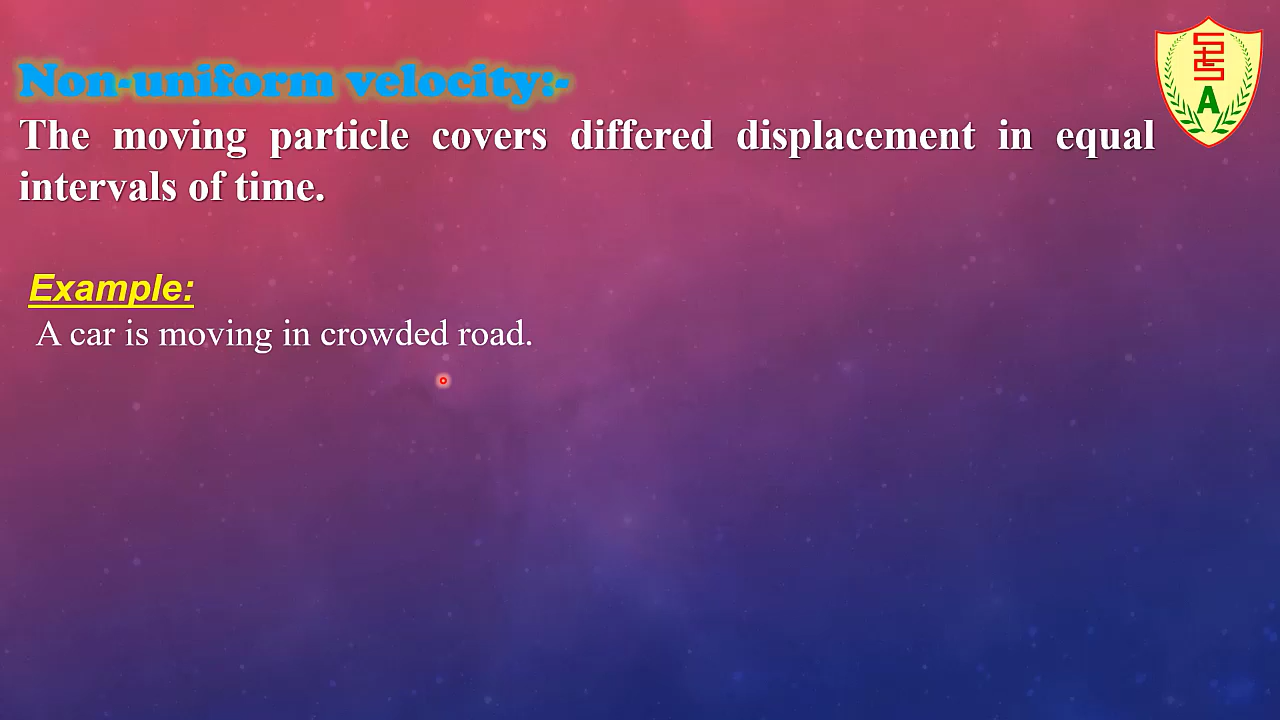 Non-uniform velocity:-
The moving particle covers differed displacement in equal
intervals of time.
Example:
A car is moving in crowded road.
A